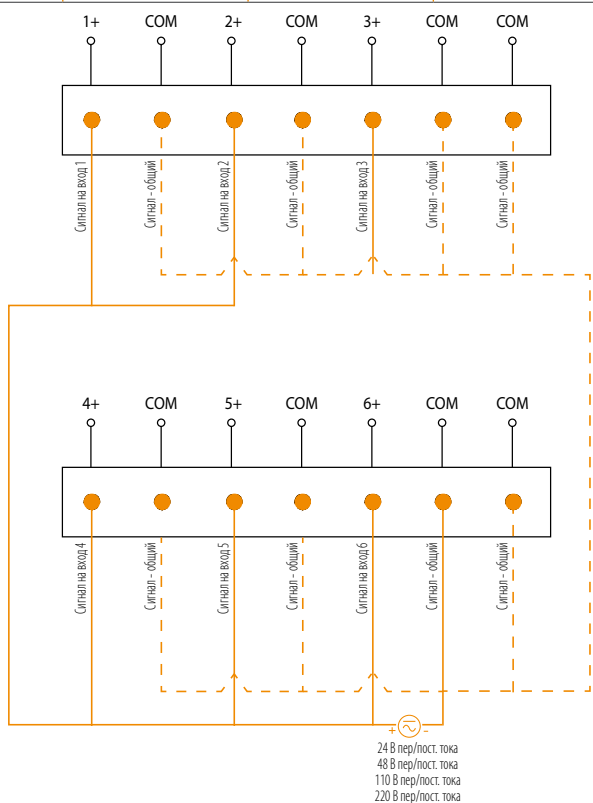 1+ COM 2+ COM 3+ COM COM
Сигнал на вход 1
Сигнал – общий
Сигнал на вход 2
Сигнал – общий
Сигнал на вход 3
Сигнал – общий
Сигнал – общий
4+ COM 5+ COM 6+ COM COM
Сигнал на вход 4
Сигнал – общий
Сигнал на вход 5
Сигнал – общий
Сигнал на вход 6
Сигнал – общий
Сигнал – общий
+ -
24 В пер/пост. тока
48 В пер/пост. тока
110 В пер/пост. тока
220 В пер/пост. тока